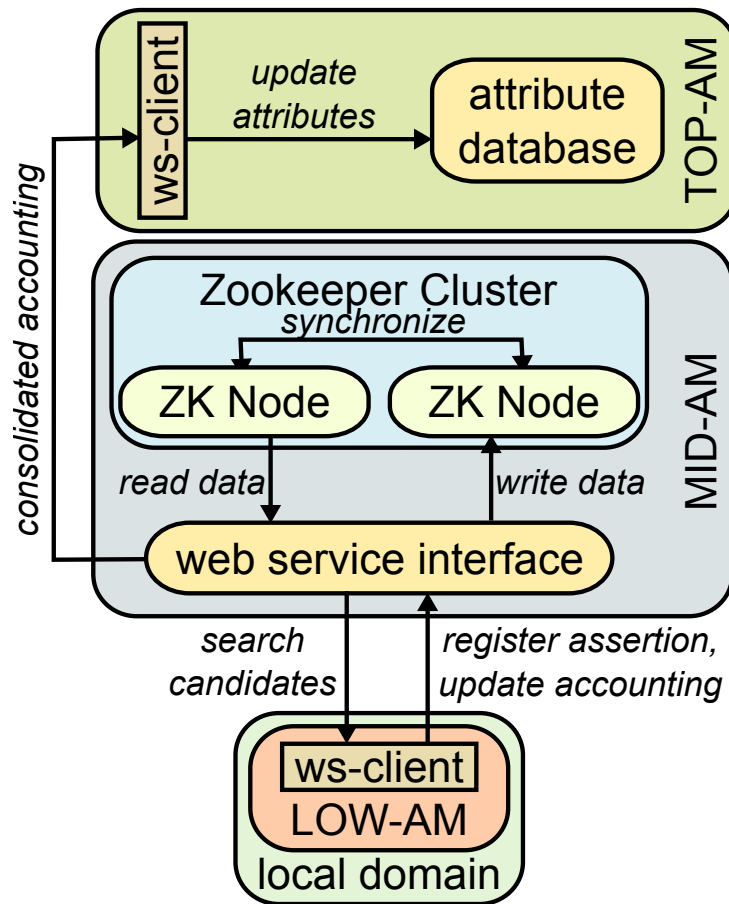 ws-client
update
attributes
attribute
database
TOP-AM
consolidated accounting
Zookeeper Cluster
synchronize
ZK Node
ZK Node
MID-AM
read data
write data
web service interface
search
candidates
register assertion,
update accounting
ws-client
LOW-AM
local domain